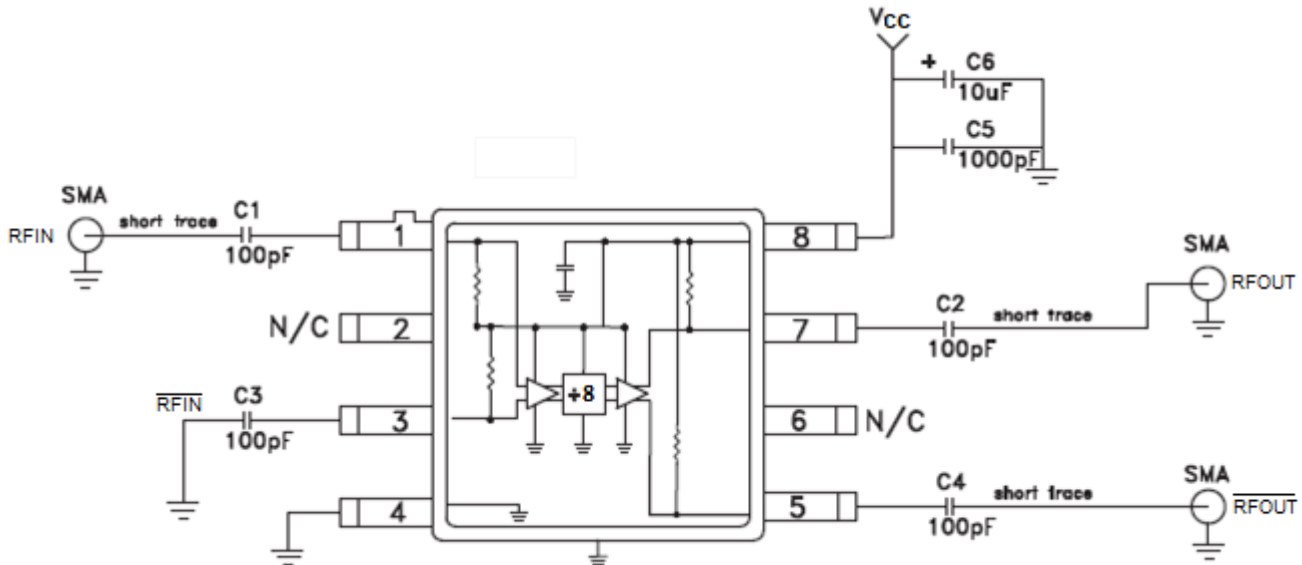 VCC
+ C6
10uF
C5
1000pF
SMA
RFIN
short trace
C1
100pF
1
8
SMA
RFOUT
N/C
2
7
C2
100pF
short trace
÷8
RFIN
C3
100pF
3
6
N/C
4
5
C4
100pF
short trace
SMA
RFOUT